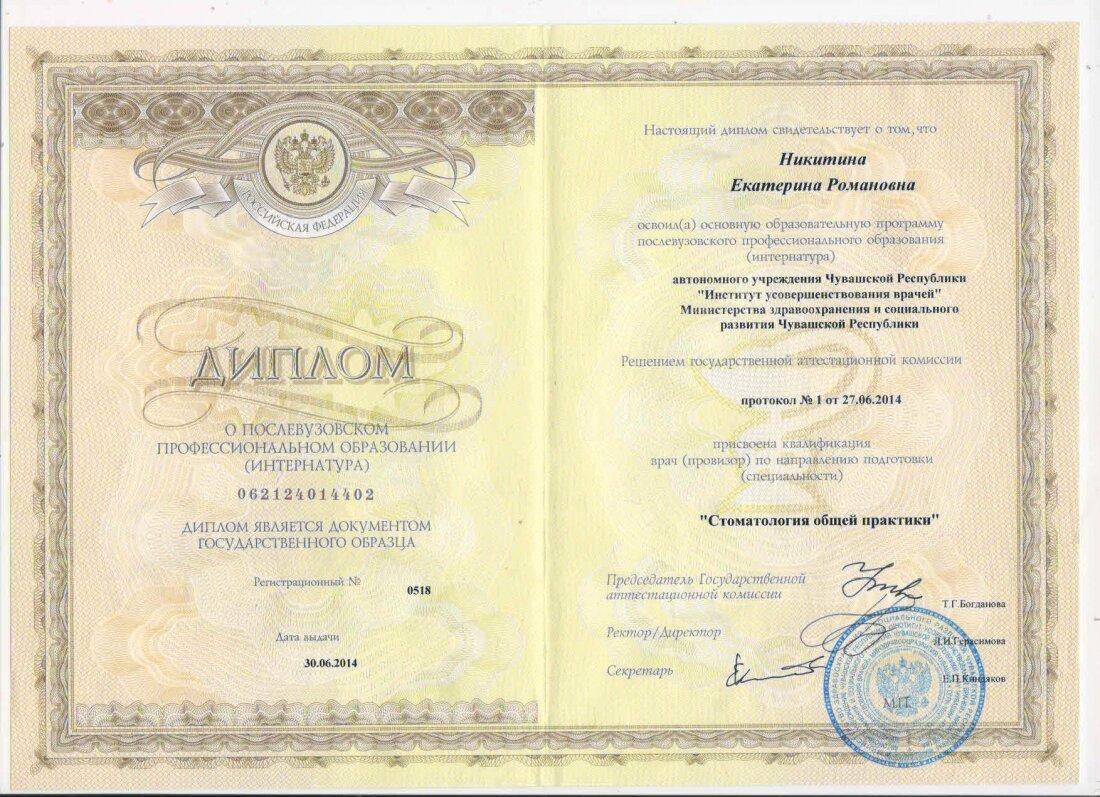 РОССИЙСКАЯ ФЕДЕРАЦИЯ
ДИПЛОМ
О ПОСЛЕВУЗОВСКОМ
ПРОФЕССИОНАЛЬНОМ ОБРАЗОВАНИИ
(ИНТЕРНАТУРА)
062124014402
ДИПЛОМ ЯВЛЯЕТСЯ ДОКУМЕНТОМ
ГОСУДАРСТВЕННОГО ОБРАЗЦА
Регистрационный №
0518
Дата выдачи
30.06.2014
Настоящий диплом свидетельствует о том, что
Никитина
Екатерина Романовна
освоил(а) основную образовательную программу
послевузовского профессионального образования
(интернатура)
автономного учреждения Чувашской Республики
"Институт усовершенствования врачей"
Министерства здравоохранения и социального
развития Чувашской Республики
Решением государственной аттестационной комиссии
протокол № 1 от 27.06.2014
присвоена квалификация
врач (провизор) по направлению подготовки
(специальности)
"Стоматология общей практики"
Председатель Государственной
аттестационной комиссии
Т.Г.Богданова
Ректор/Директор
Л.И.Герасимова
Секретарь
Е.П.Киндяков
М.П.